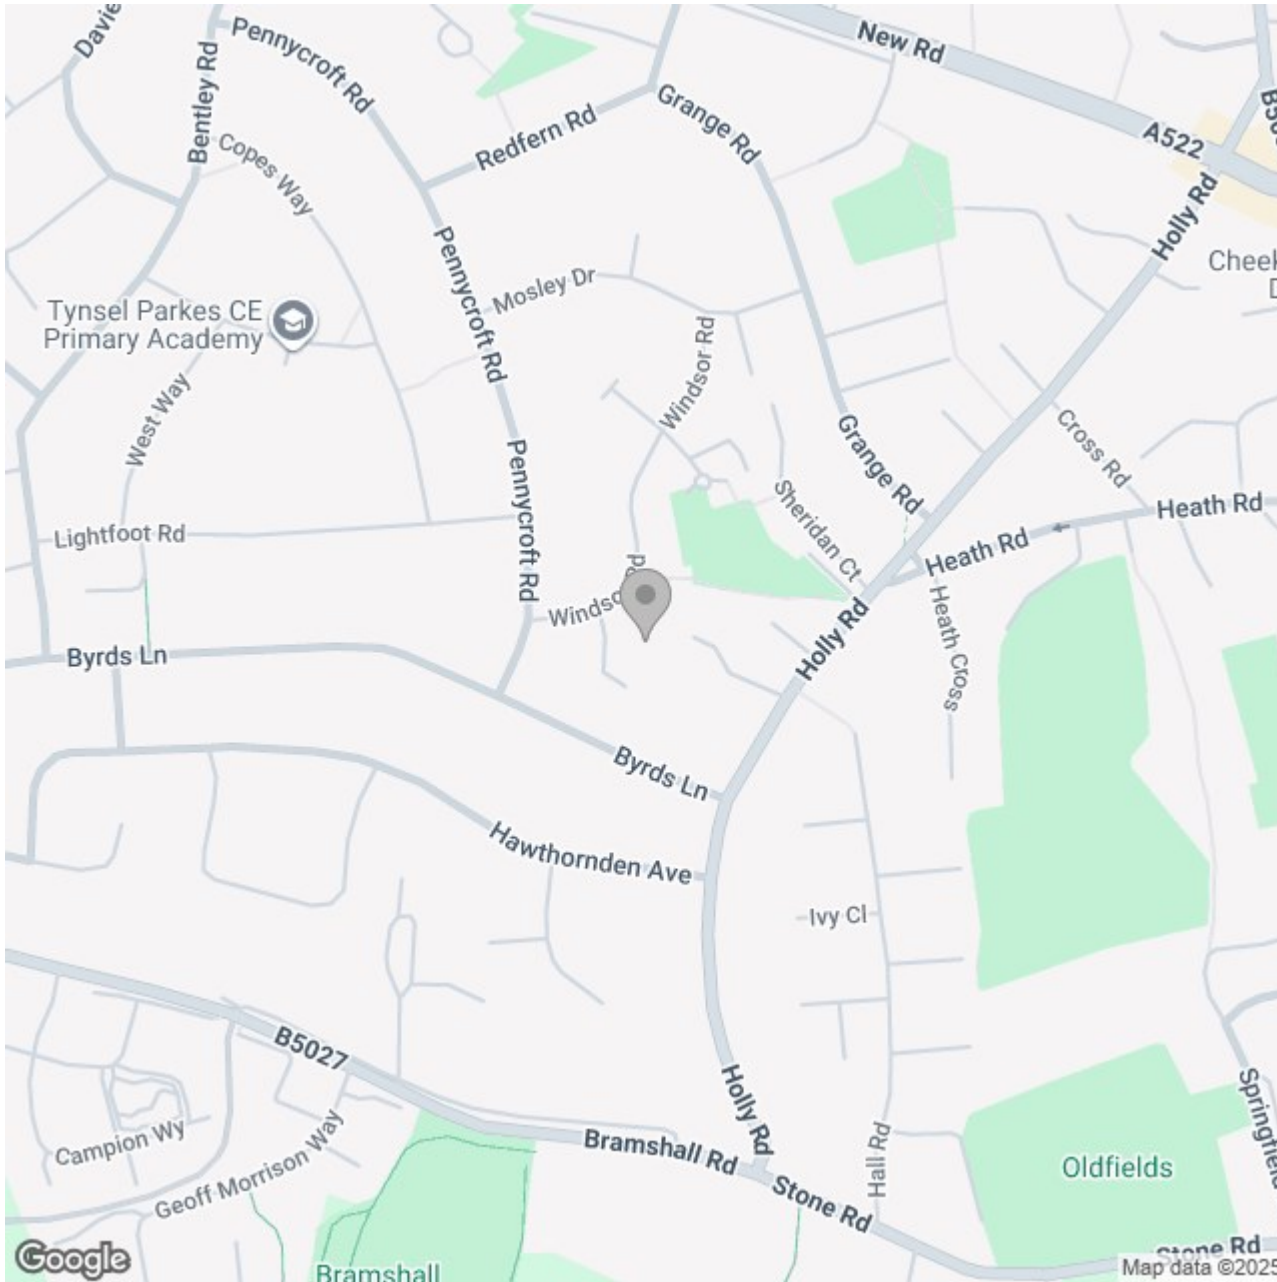 Davie
Pennycroft Rd
New Rd
Bentley Rd
Copes Way
Redfern Rd
Grange Rd
A522
Holly Rd
Pennycroft Rd
Mosley Dr
Cheek
Tynsel Parkes CE
Primary Academy
Windsor Rd
West Way
Pennycroft Rd
Grange Rd
Cross Rd
Sheridan Ct
Heath Rd
Lightfoot Rd
Heath Rd
Heath Cross
Holly Rd
Byrds Ln
Byrds Ln
Hawthornden Ave
Ivy Cl
B5027
Holly Rd
Springfield
Campion Wy
Geoff Morrison Way
Bramshall Rd
Hall Rd
Oldfields
Stone Rd
Stone Rd
Google
Bramshall
Map data ©2025